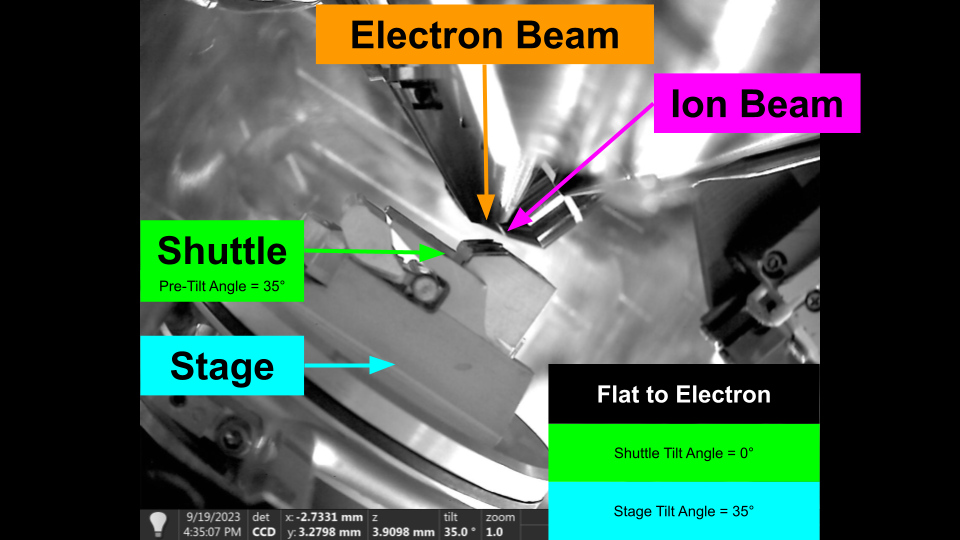 Electron Beam
Ion Beam
Shuttle
Pre-Tilt Angle = 35°
Stage
Flat to Electron
Shuttle Tilt Angle = 0°
Stage Tilt Angle = 35°
9/19/2023 det x: -2.7331 mm z tilt zoom
4:35:07 PM CCD y: 3.2798 mm 3.9098 mm 35.0 ° 1.0